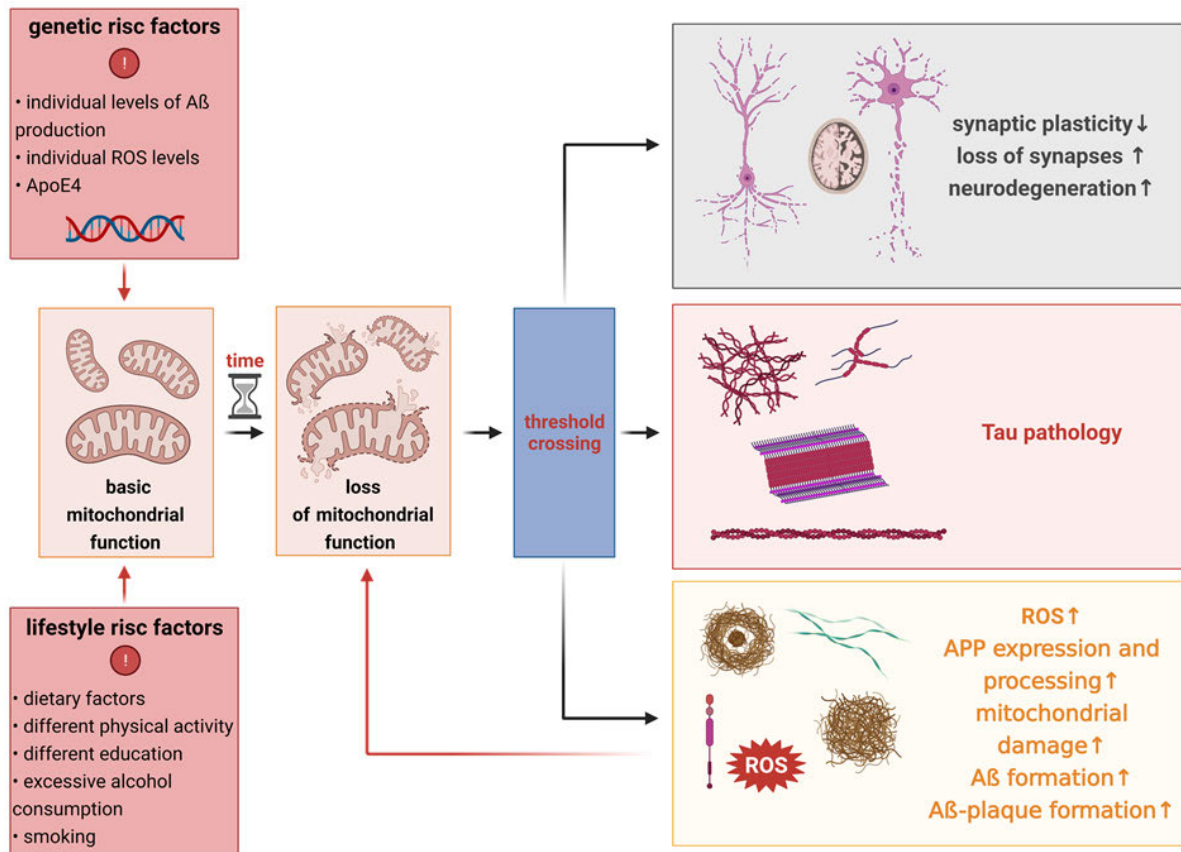 genetic risc factors
!
• individual levels of Aß
production
• individual ROS levels
• ApoE4
basic
mitochondrial
function
time
loss
of mitochondrial
function
threshold
crossing
lifestyle risc factors
!
• dietary factors
• different physical activity
• different education
• excessive alcohol
consumption
• smoking
synaptic plasticity↓
loss of synapses ↑
neurodegeneration↑
Tau pathology
ROS
ROS↑
APP expression and
processing↑
mitochondrial
damage↑
Aß formation↑
Aß-plaque formation↑